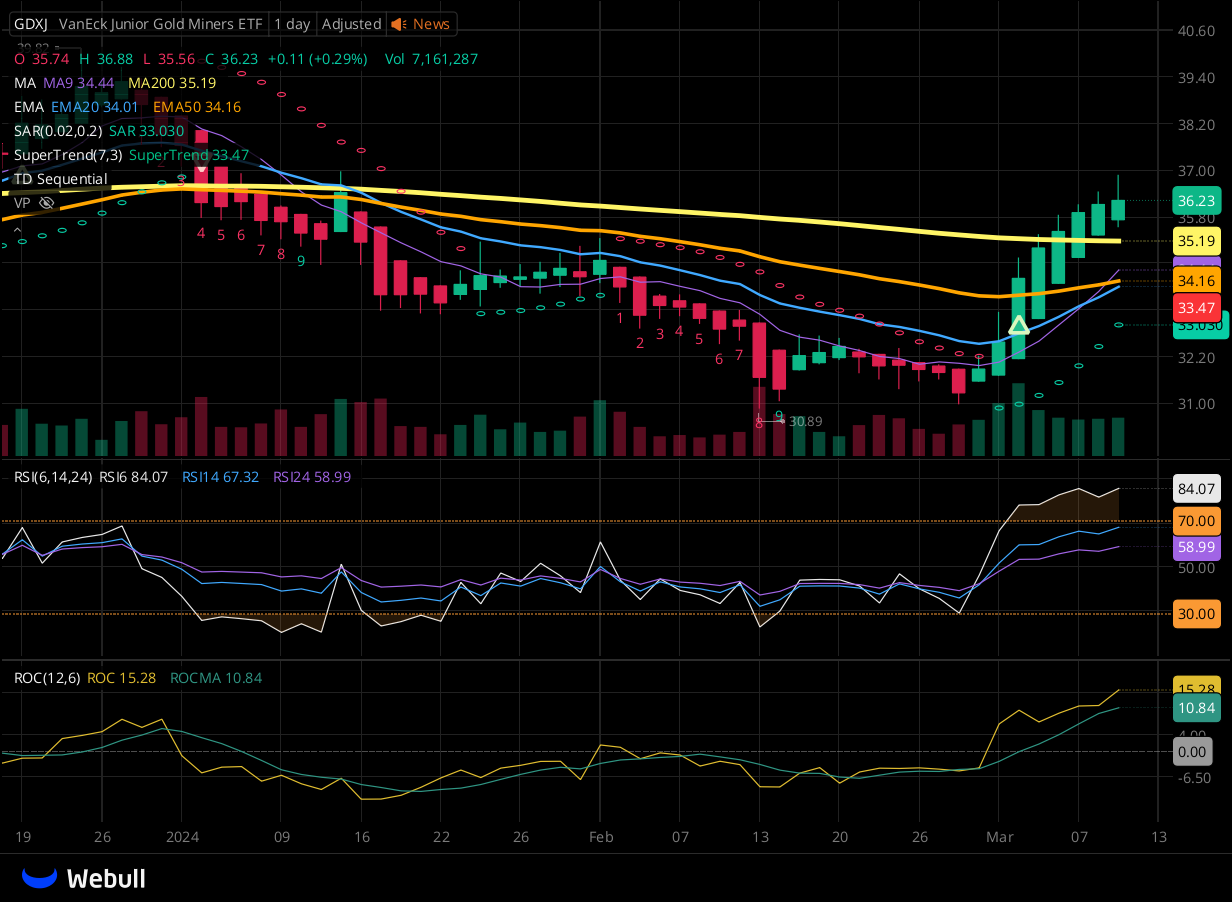 GDXJ VanEck Junior Gold Miners ETF 1 day Adjusted News
40.60
O 35.74 H 36.88 L 35.56 C 36.23 +0.11 (+0.29%) Vol 7,161,287
39.40
MA MA9 34.44 MA200 35.19
EMA EMA20 34.01 EMA50 34.16
38.20
SAR(0.02,0.2) SAR 33.030
SuperTrend(7,3) SuperTrend 33.47
37.00
TD Sequential
VP
36.23
35.80
4 5 6
7 8 9
35.19
34.16
33.47
33.030
1 2 3 4 5 6 7
32.20
31.00
8 9 30.89
RSI(6,14,24) RSI6 84.07 RSI14 67.32 RSI24 58.99
84.07
70.00
58.99
50.00
30.00
ROC(12,6) ROC 15.28 ROCMA 10.84
15.28
10.84
4.00
0.00
-6.50
19 26 2024 09 16 22 26 Feb 07 13 20 26 Mar 07 13
Webull